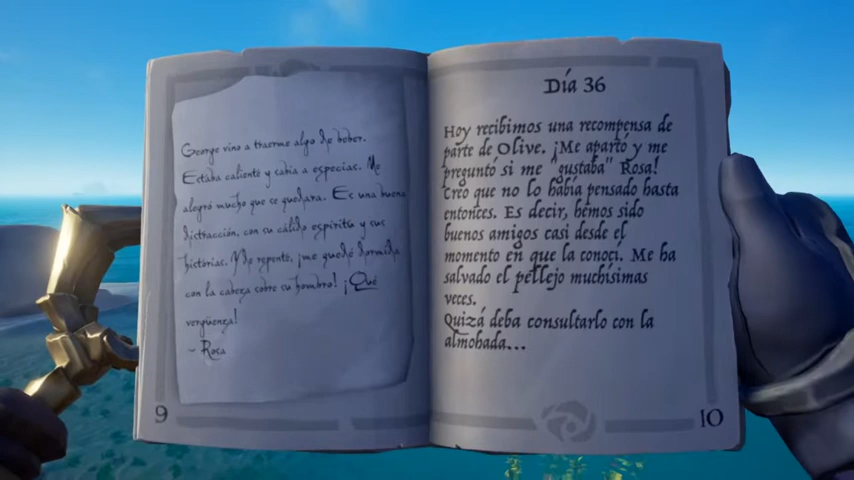 George vino a traerme algo de beber.
Estaba caliente y cabía a especias. Me
alegró mucho que se quedara. Es una buena
distracción, con su cálido espíritu y sus
historias. Y de repente, ¡me quedé dormida
con la cabeza sobre su hombro! ¡Qué
vergüenza!
- Rosa
9
Día 36
Hoy recibimos una recompensa de
parte de Olive. ¡Me apartó y me
preguntó si me "gustaba" Rosa!
Creo que no lo había pensado hasta
entonces. Es decir, hemos sido
buenos amigos casi desde el
momento en que la conocí. Me ha
salvado el pellejo muchísimas
veces.
Quizá deba consultarlo con la
almohada...
10